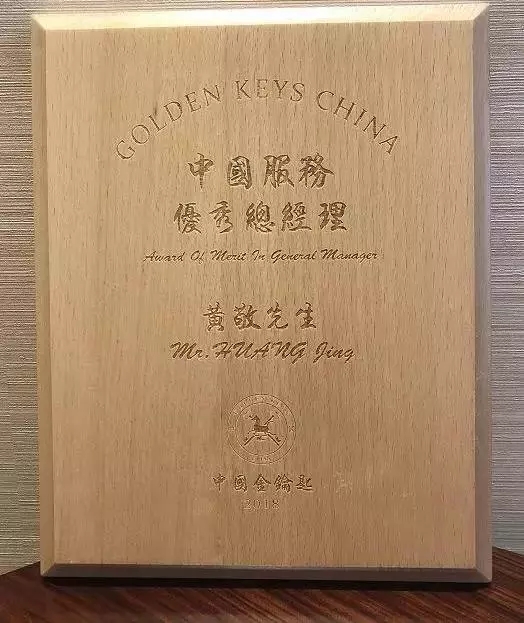 GOLDEN KEYS CHINA
中國服務
優秀總經理
Award Of Merit In General Manager
黃敬先生
Mr.HUANG Jing
中國金鑰匙
2018